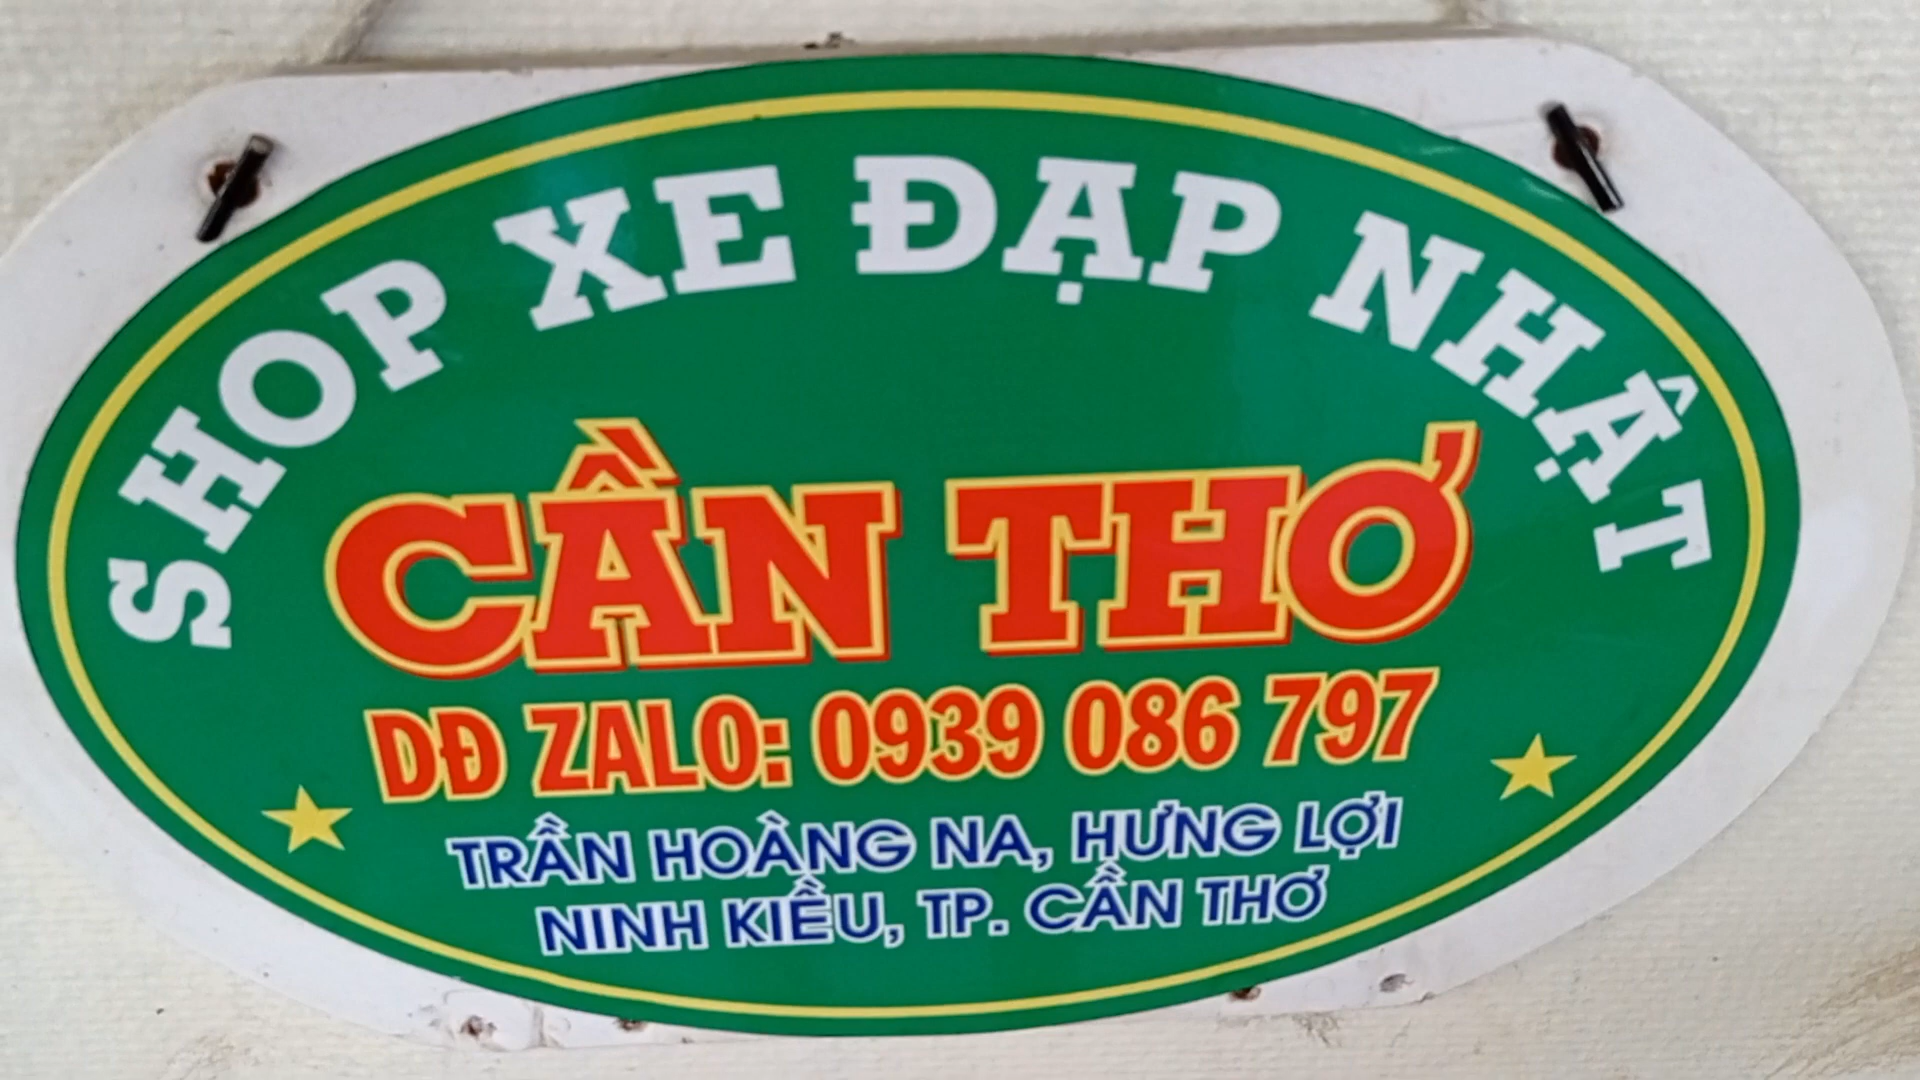 SHOP XE ĐẠP NHẬT
CẦN THƠ
DĐ ZALO: 0939 086 797
TRẦN HOÀNG NA, HƯNG LỢI
NINH KIỀU, TP. CẦN THƠ